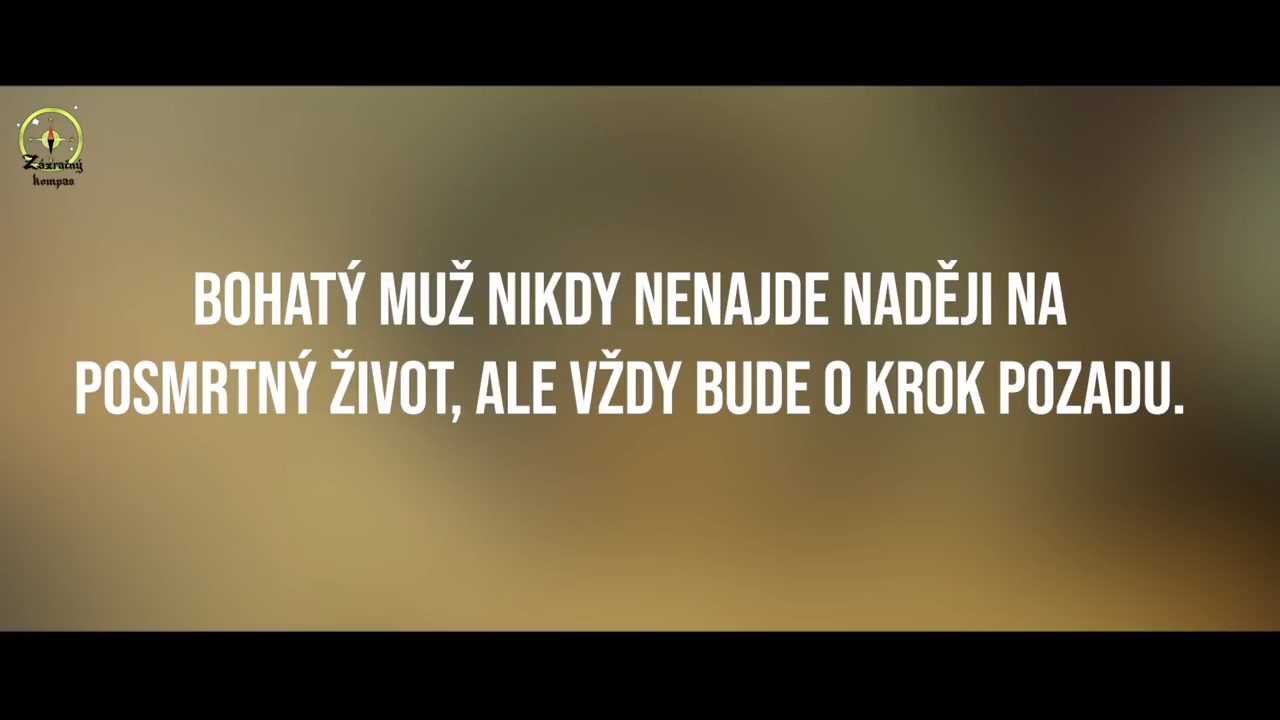 Zázračný
kompas
BOHATÝ MUŽ NIKDY NENAJDE NADĚJI NA
POSMRTNÝ ŽIVOT, ALE VŽDY BUDE O KROK POZADU.